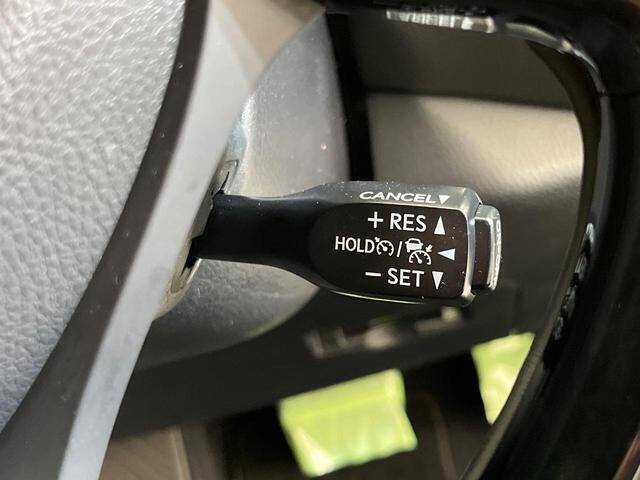 CANCEL▼
+ RES ▲
HOLD / ◀
− SET ▼